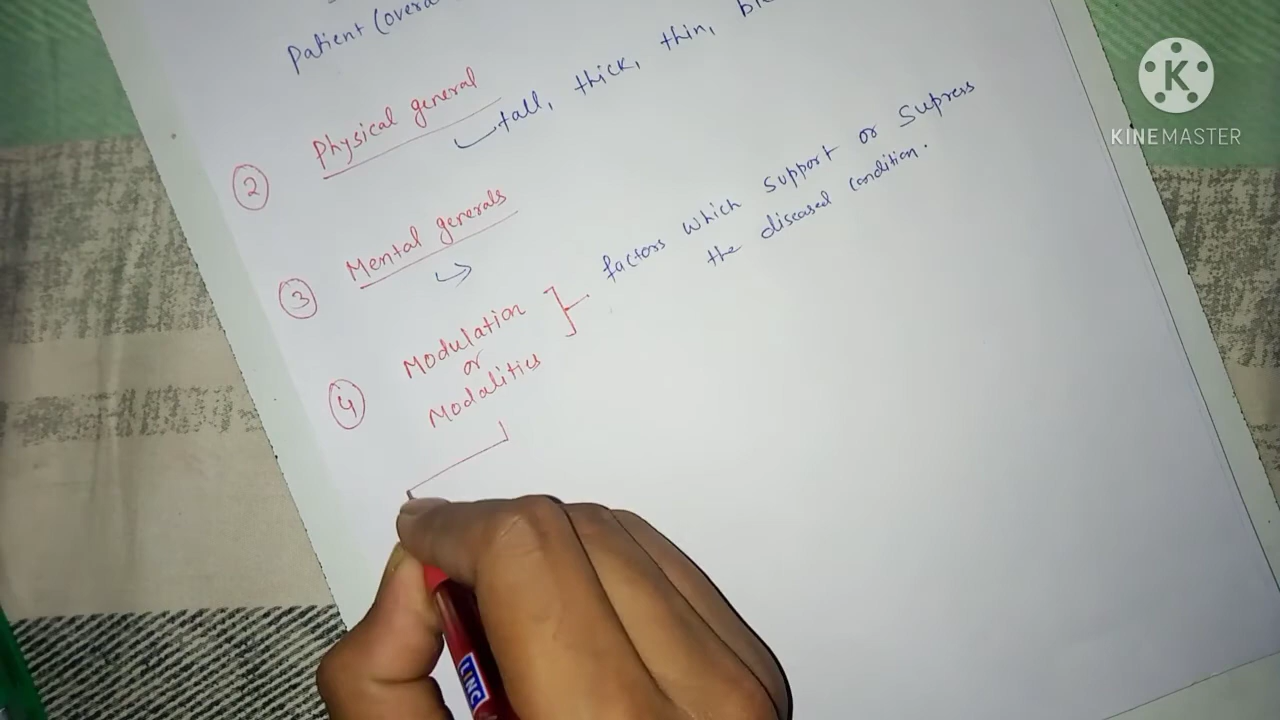 Patient (overa
② Physical general
tall, thick, thin,
③ Mental generals
④ Modulation
or
Modalities
factors which support or Supress
the diseased condition.
KINEMASTER
LINC